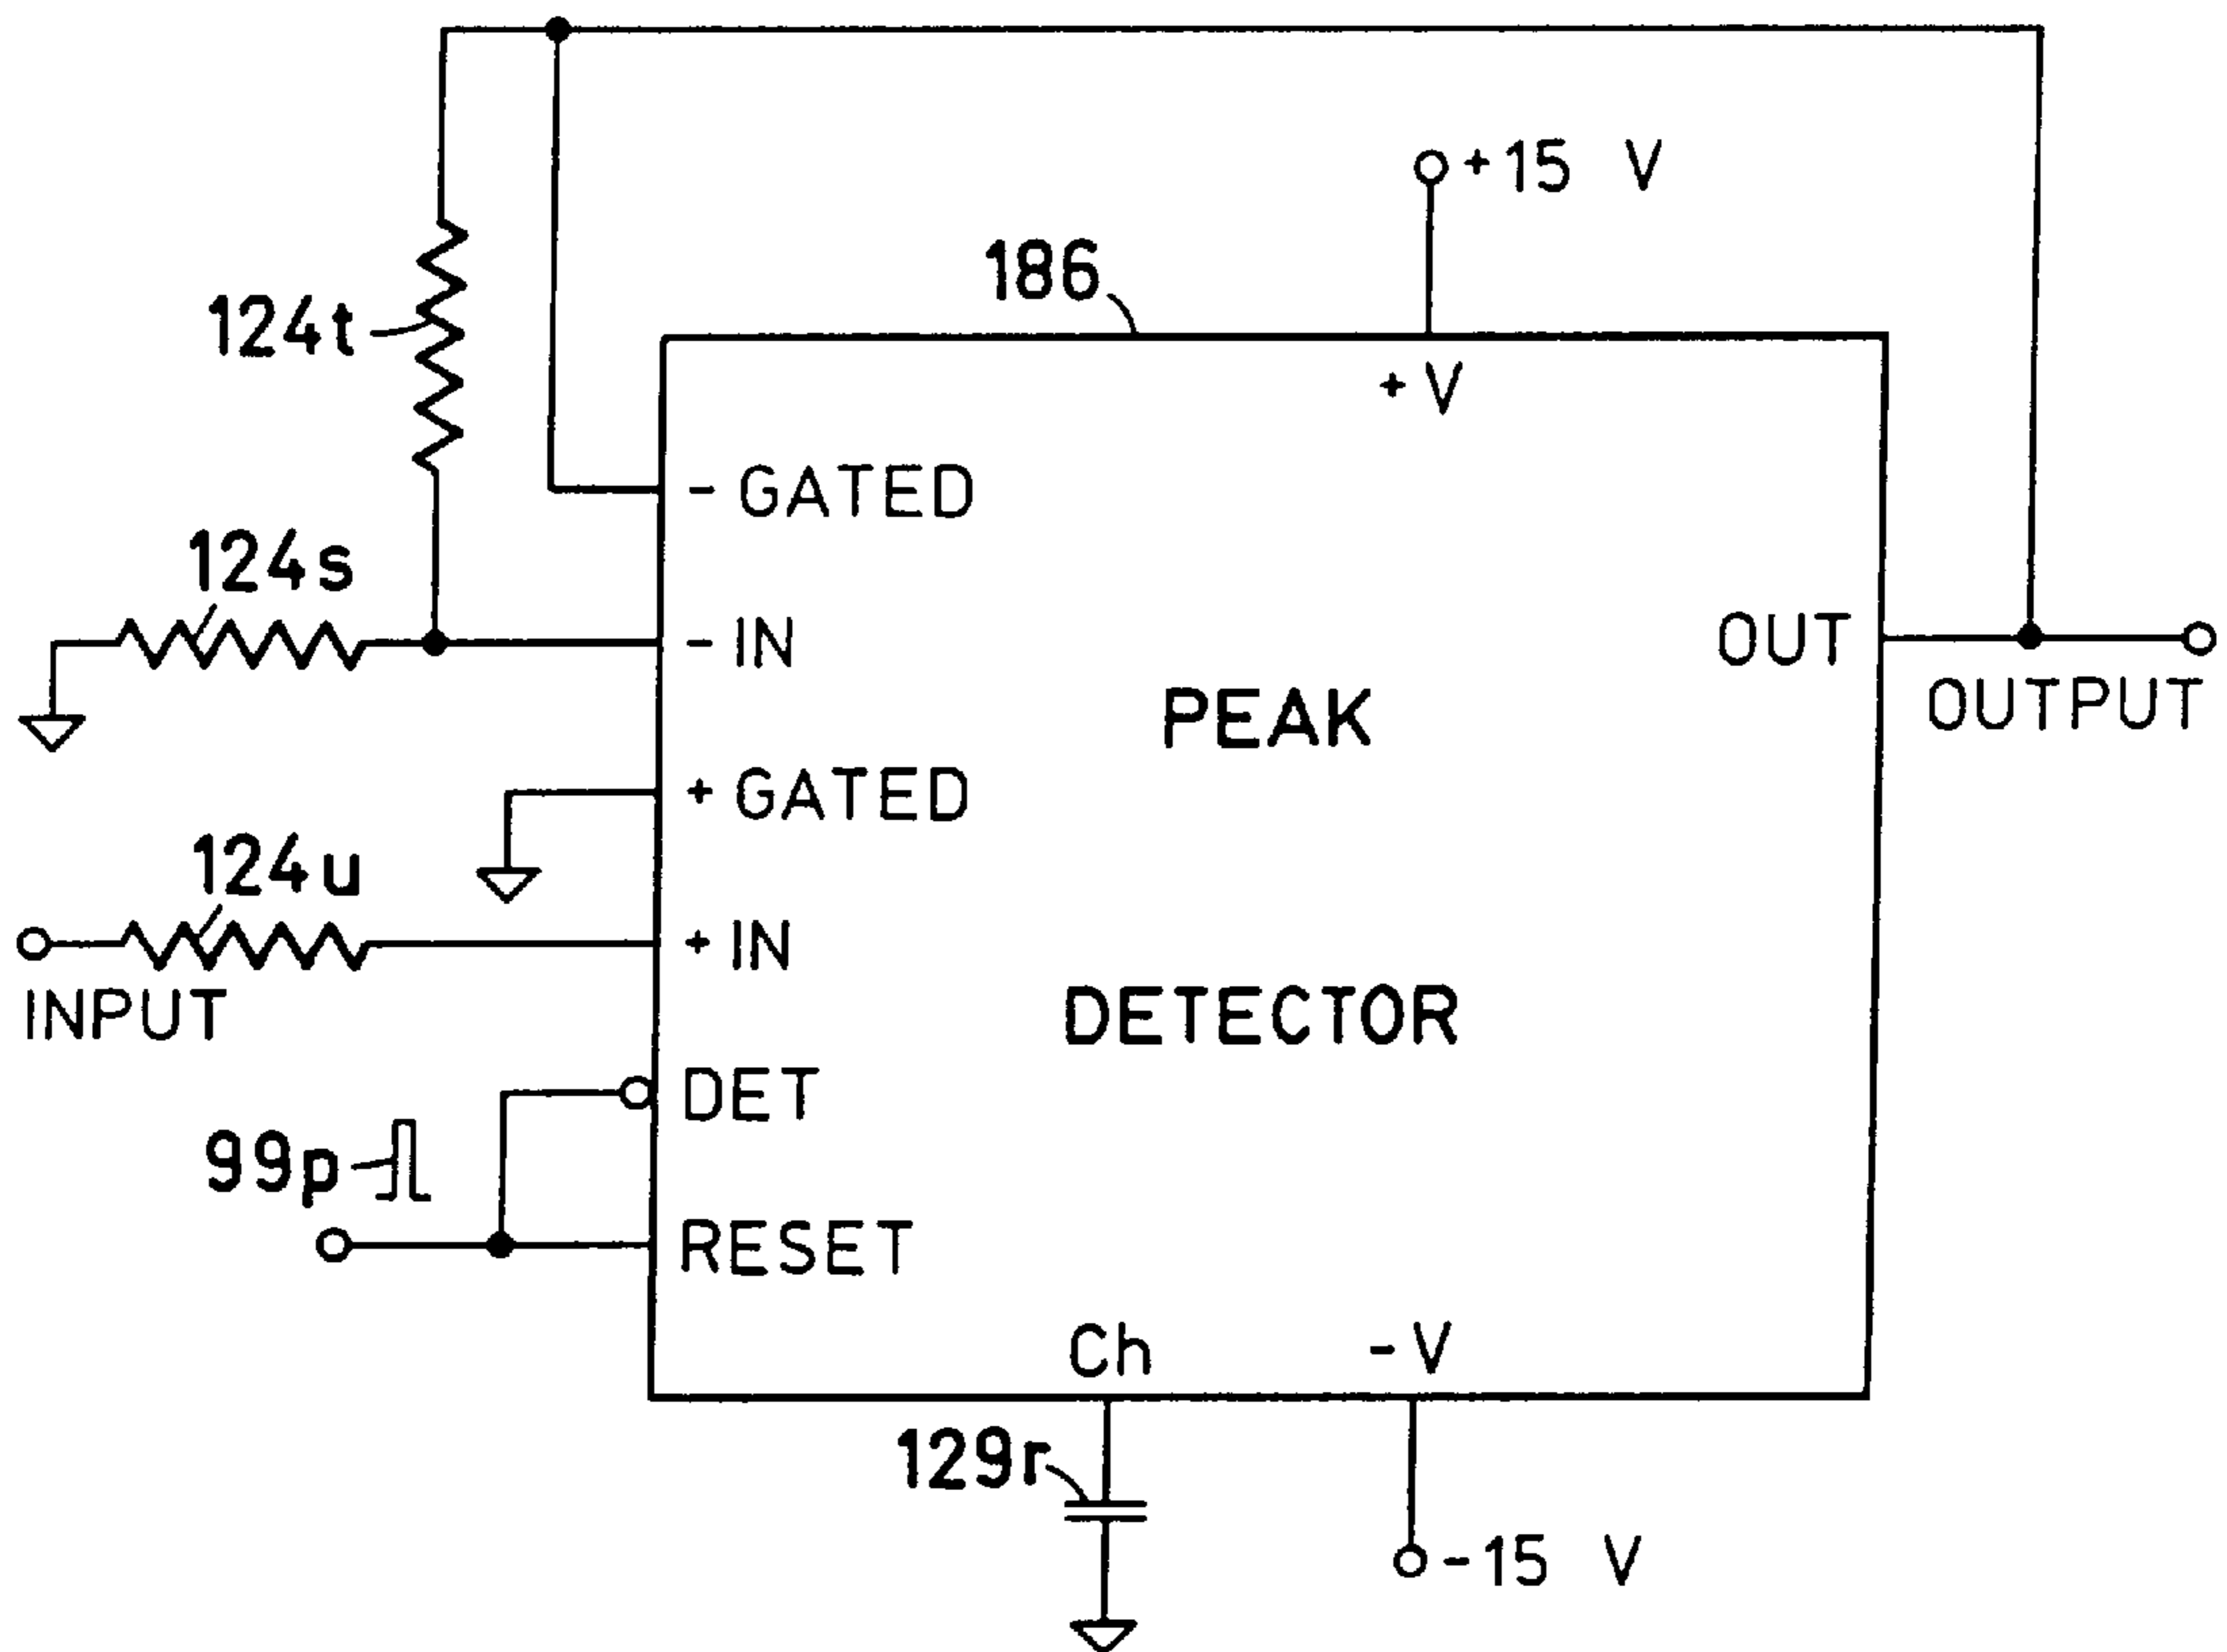 +15 V
186
124t
+V
- GATED
124s
- IN
OUT
PEAK
OUTPUT
+ GATED
124u
+ IN
INPUT
DETECTOR
DET
99p
RESET
Ch
- V
129r
-15 V